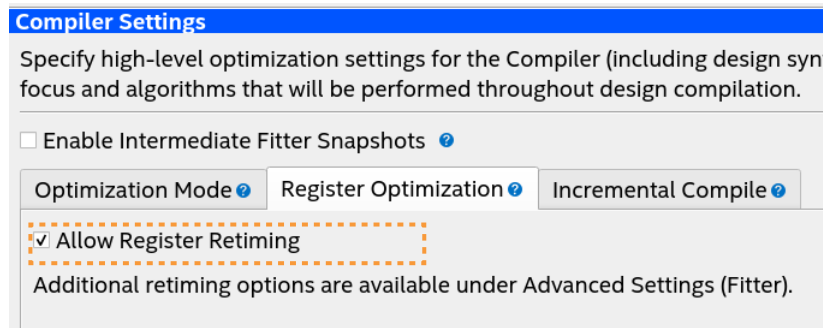 Compiler Settings
Specify high-level optimization settings for the Compiler (including design syn
focus and algorithms that will be performed throughout design compilation.
Enable Intermediate Fitter Snapshots ?
Optimization Mode ? Register Optimization ? Incremental Compile ?
Allow Register Retiming
Additional retiming options are available under Advanced Settings (Fitter).